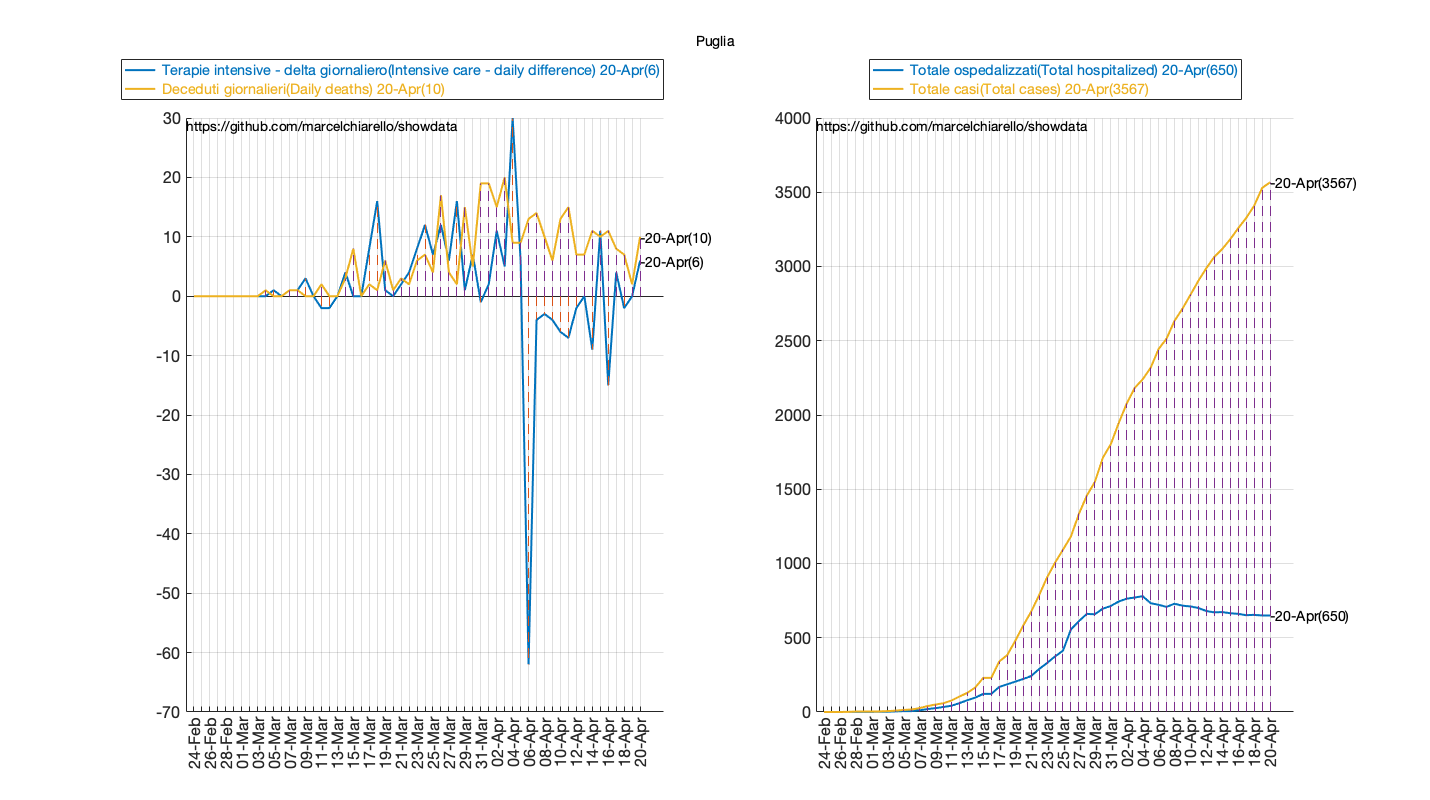 Puglia
Terapie intensive - delta giornaliero(Intensive care - daily difference) 20-Apr(6)
Deceduti giornalieri(Daily deaths) 20-Apr(10)
https://github.com/marcelchiarello/showdata
30
20
10
0
-10
-20
-30
-40
-50
-60
-70
-20-Apr(10)
-20-Apr(6)
24-Feb
26-Feb
28-Feb
01-Mar
03-Mar
05-Mar
07-Mar
09-Mar
11-Mar
13-Mar
15-Mar
17-Mar
19-Mar
21-Mar
23-Mar
25-Mar
27-Mar
29-Mar
31-Mar
02-Apr
04-Apr
06-Apr
08-Apr
10-Apr
12-Apr
14-Apr
16-Apr
18-Apr
20-Apr
Totale ospedalizzati(Total hospitalized) 20-Apr(650)
Totale casi(Total cases) 20-Apr(3567)
https://github.com/marcelchiarello/showdata
4000
3500
3000
2500
2000
1500
1000
500
0
-20-Apr(3567)
-20-Apr(650)
24-Feb
26-Feb
28-Feb
01-Mar
03-Mar
05-Mar
07-Mar
09-Mar
11-Mar
13-Mar
15-Mar
17-Mar
19-Mar
21-Mar
23-Mar
25-Mar
27-Mar
29-Mar
31-Mar
02-Apr
04-Apr
06-Apr
08-Apr
10-Apr
12-Apr
14-Apr
16-Apr
18-Apr
20-Apr